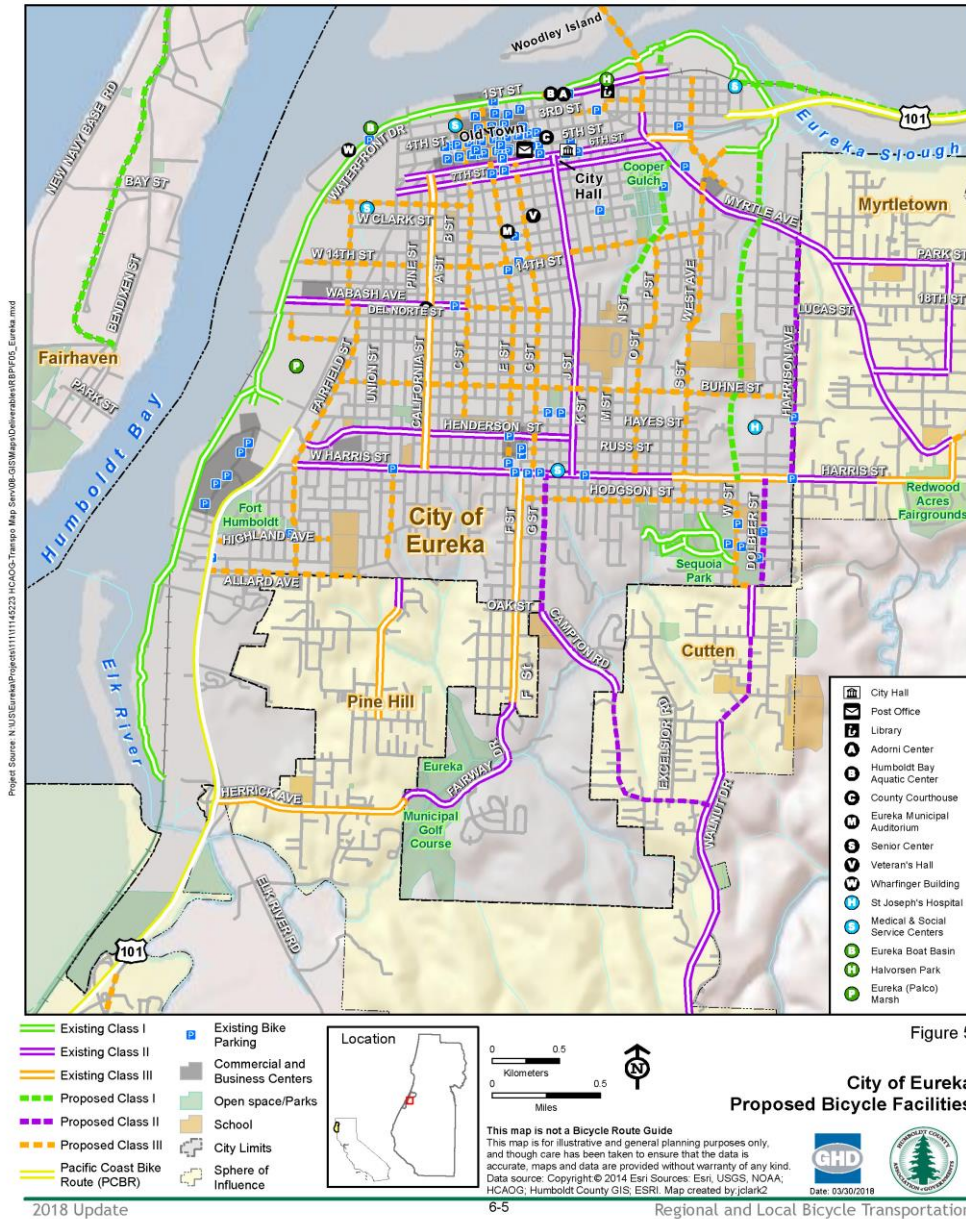 Woodley Island
NEW NAVY BASE RD
BAY ST
BENDIXEN ST
Fairhaven
PARK ST
Humboldt Bay
WATERFRONT DR
1ST ST
3RD ST
4TH ST
Old Town
5TH ST
6TH ST
7TH ST
City
Hall
Cooper
Gulch
101
Eureka Slough
MYRTLE AVE
Myrtletown
PARK ST
18TH ST
LUCAS ST
W CLARK ST
W 14TH ST
14TH ST
PINE ST
A ST
B ST
WABASH AVE
DEL NORTE ST
FAIRFIELD ST
UNION ST
CALIFORNIA ST
C ST
E ST
G ST
J ST
K ST
M ST
N ST
O ST
P ST
S ST
WEST AVE
HARRISON AVE
BUHNE ST
HENDERSON ST
HAYES ST
RUSS ST
W HARRIS ST
HARRIS ST
HODGSON ST
Redwood
Acres
Fairgrounds
Fort
Humboldt
HIGHLAND AVE
ALLARD AVE
City of
Eureka
F ST
G ST
W ST
DOLBEER ST
Sequoia
Park
OAK ST
CAMPTON RD
Cutten
Pine Hill
F St
Elk River
EXCELSIOR RD
FAIRWAY DR
Eureka
Municipal
Golf
Course
HERRICK AVE
WALNUT DR
ELK RIVER RD
101
City Hall
Post Office
Library
A Adorni Center
B Humboldt Bay
Aquatic Center
C County Courthouse
M Eureka Municipal
Auditorium
S Senior Center
V Veteran's Hall
W Wharfinger Building
H St Joseph's Hospital
S Medical & Social
Service Centers
B Eureka Boat Basin
H Halvorsen Park
P Eureka (Palco)
Marsh
Existing Class I
Existing Class II
Existing Class III
Proposed Class I
Proposed Class II
Proposed Class III
Pacific Coast Bike
Route (PCBR)
P Existing Bike
Parking
Commercial and
Business Centers
Open space/Parks
School
City Limits
Sphere of
Influence
Location
0 0.5
Kilometers
0 0.5
Miles
N
Figure 5
City of Eureka
Proposed Bicycle Facilities
This map is not a Bicycle Route Guide
This map is for illustrative and general planning purposes only,
and though care has been taken to ensure that the data is
accurate, maps and data are provided without warranty of any kind.
Data source: Copyright:© 2014 Esri Sources: Esri, USGS, NOAA;
HCAOG; Humboldt County GIS; ESRI. Map created by:jclark2
GHD
Date: 03/30/2018
HUMBOLDT COUNTY
ASSOCIATION of GOVERNMENTS
2018 Update
6-5
Regional and Local Bicycle Transportation